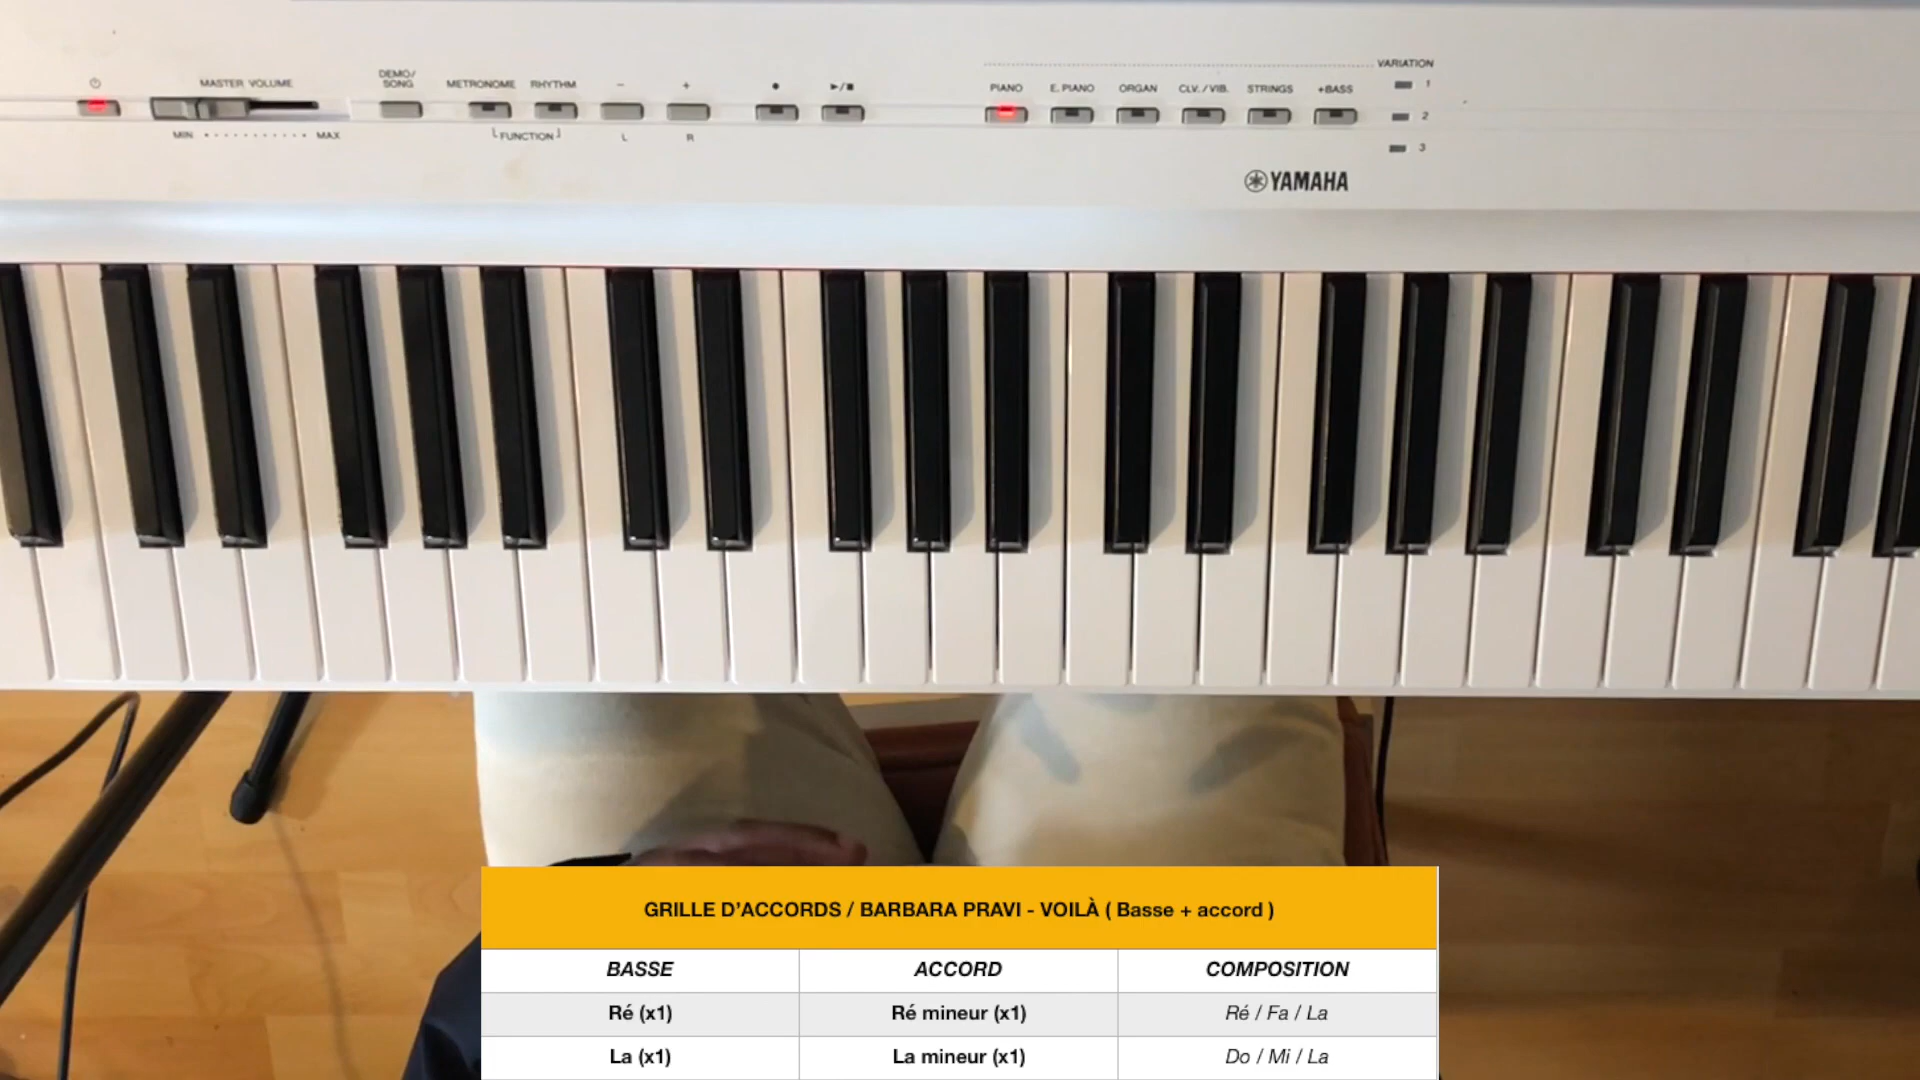 VARIATION
DEMO/
SONG
MASTER VOLUME
METRONOME RHYTHM - + ● ►/■
PIANO E. PIANO ORGAN CLV. / VIB. STRINGS +BASS
1
2
3
MIN MAX
FUNCTION
L R
YAMAHA
GRILLE D'ACCORDS / BARBARA PRAVI - VOILÀ ( Basse + accord )
BASSE ACCORD COMPOSITION
Ré (x1) Ré mineur (x1) Ré / Fa / La
La (x1) La mineur (x1) Do / Mi / La